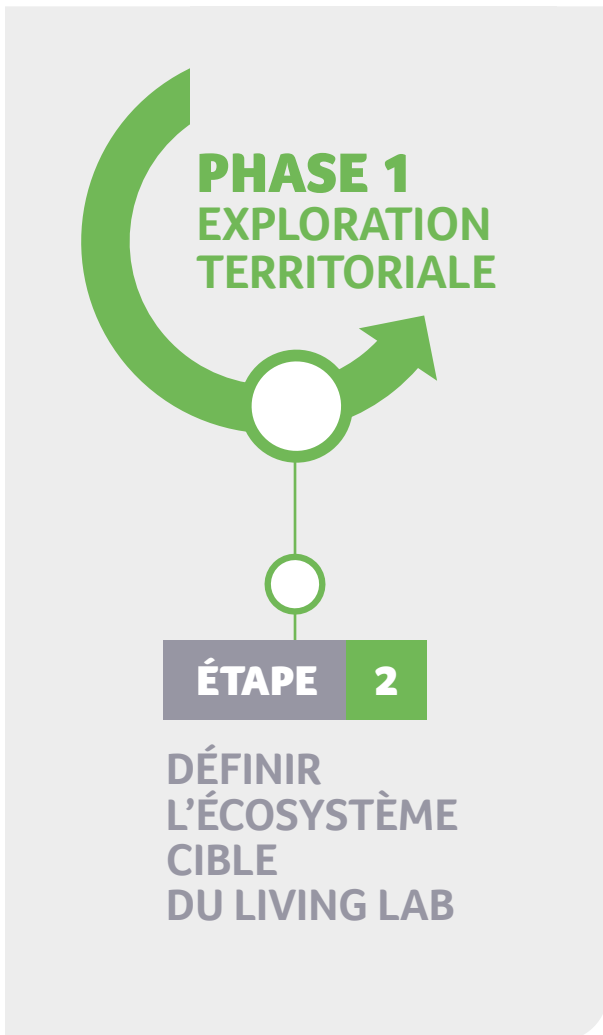 PHASE 1
EXPLORATION
TERRITORIALE
ÉTAPE 2
DÉFINIR
L’ÉCOSYSTÈME
CIBLE
DU LIVING LAB